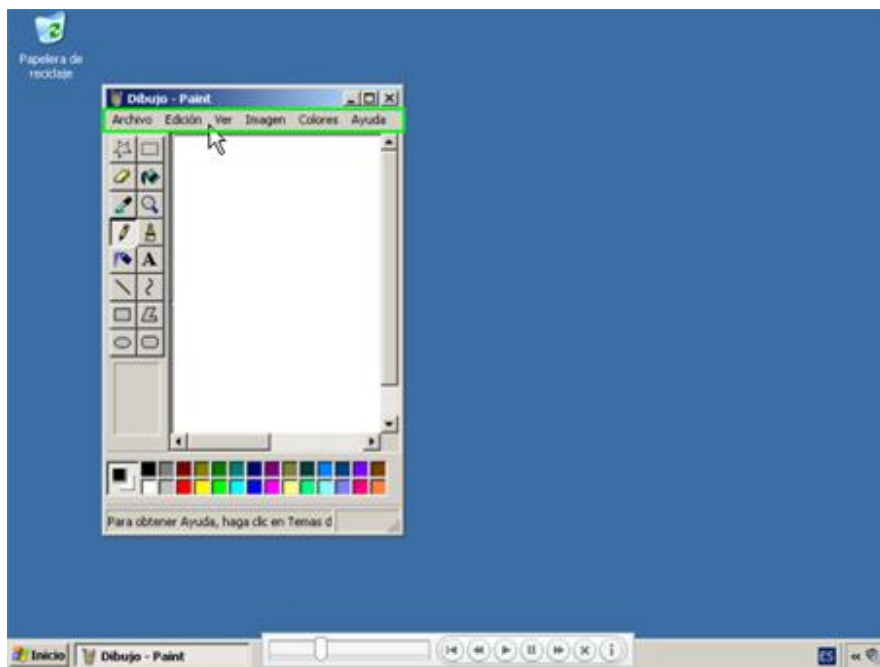 Papelera de
reciclaje
Dibujo - Paint
Archivo Edición Ver Imagen Colores Ayuda
A
Para obtener Ayuda, haga clic en Temas d
Inicio Dibujo - Paint ES